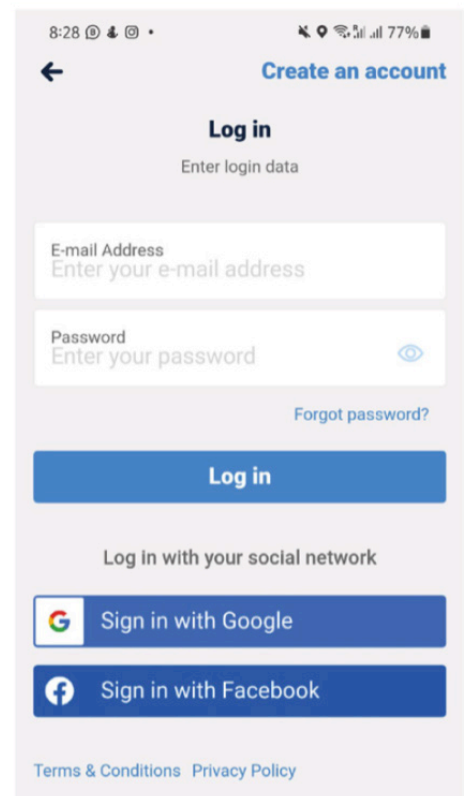 8:28 77%
Create an account
Log in
Enter login data
E-mail Address
Enter your e-mail address
Password
Enter your password
Forgot password?
Log in
Log in with your social network
Sign in with Google
Sign in with Facebook
Terms & Conditions Privacy Policy